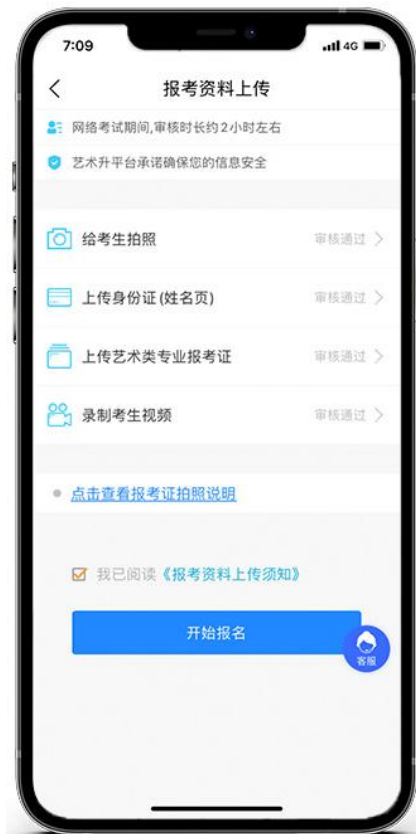 7:09
4G
报考资料上传
网络考试期间,审核时长约2小时左右
艺术升平台承诺确保您的信息安全
给考生拍照 审核通过
上传身份证(姓名页) 审核通过
上传艺术类专业报考证 审核通过
录制考生视频 审核通过
点击查看报考证拍照说明
我已阅读《报考资料上传须知》
开始报名
客服